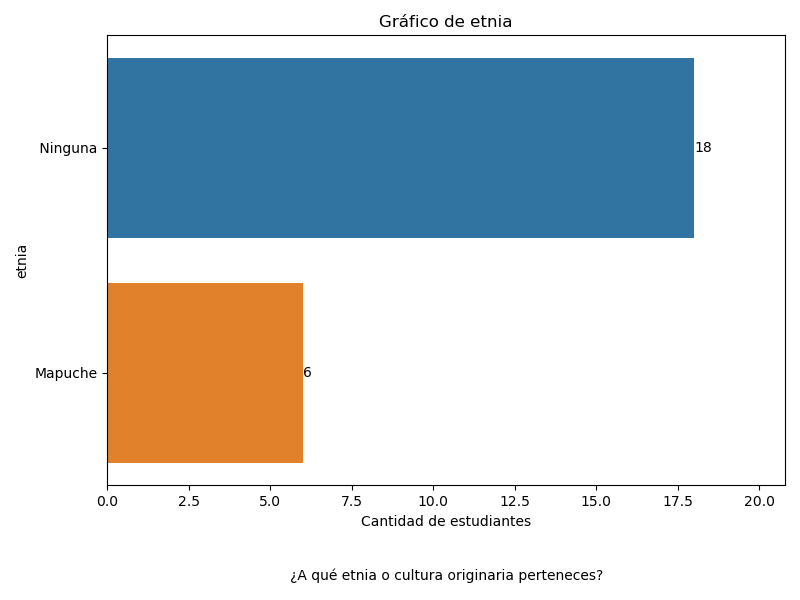 Gráfico de etnia
etnia
Ninguna
18
Mapuche
6
0.0 2.5 5.0 7.5 10.0 12.5 15.0 17.5 20.0
Cantidad de estudiantes
¿A qué etnia o cultura originaria perteneces?